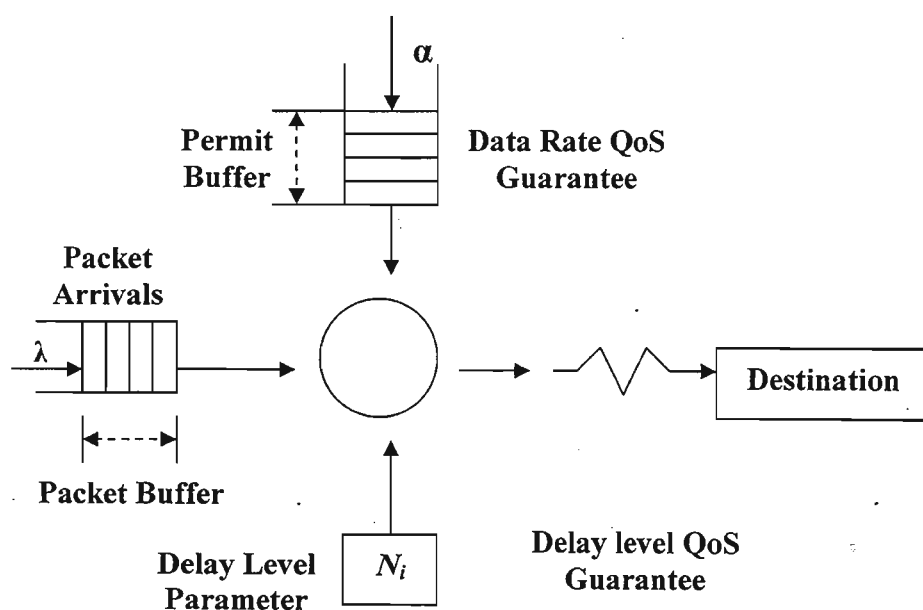 α
Permit
Buffer
Data Rate QoS
Guarantee
Packet
Arrivals
λ
Destination
Packet Buffer
Delay Level
Parameter
N_i
Delay level QoS
Guarantee